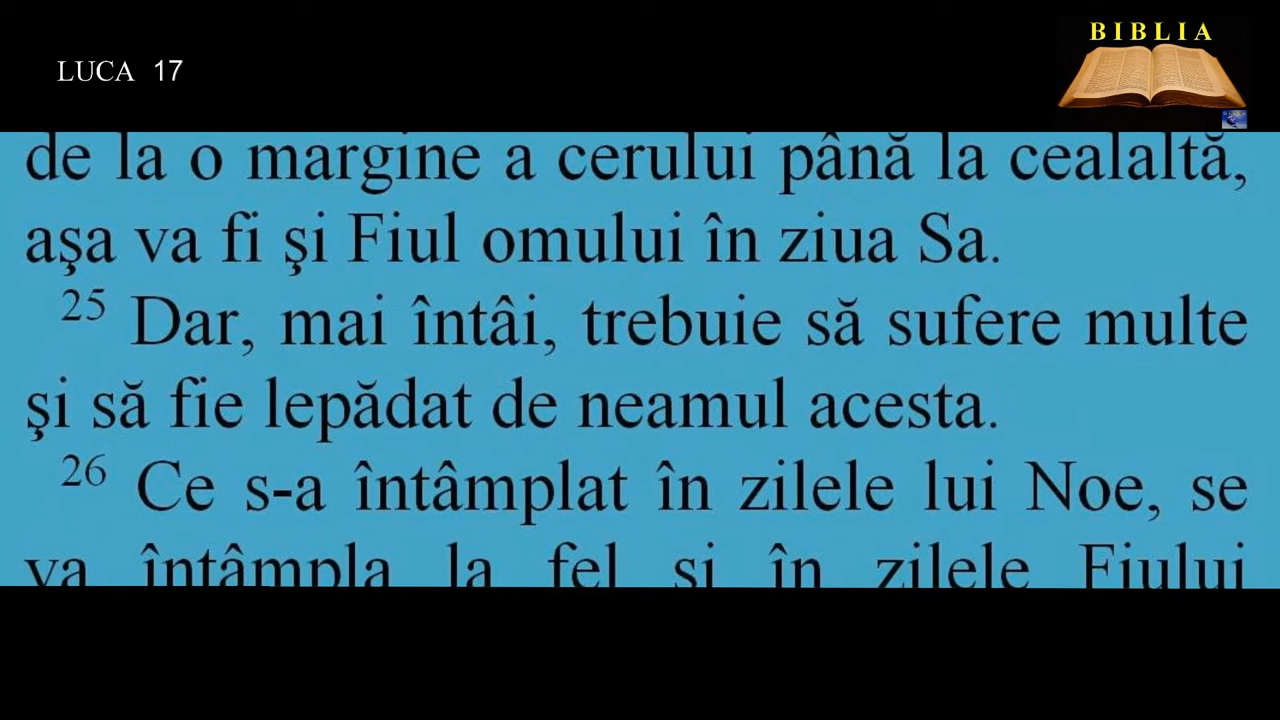 BIBLIA
LUCA 17
de la o margine a cerului până la cealaltă,
aşa va fi şi Fiul omului în ziua Sa.
25 Dar, mai întâi, trebuie să sufere multe
şi să fie lepădat de neamul acesta.
26 Ce s-a întâmplat în zilele lui Noe, se
va întâmpla la fel şi în zilele Fiului